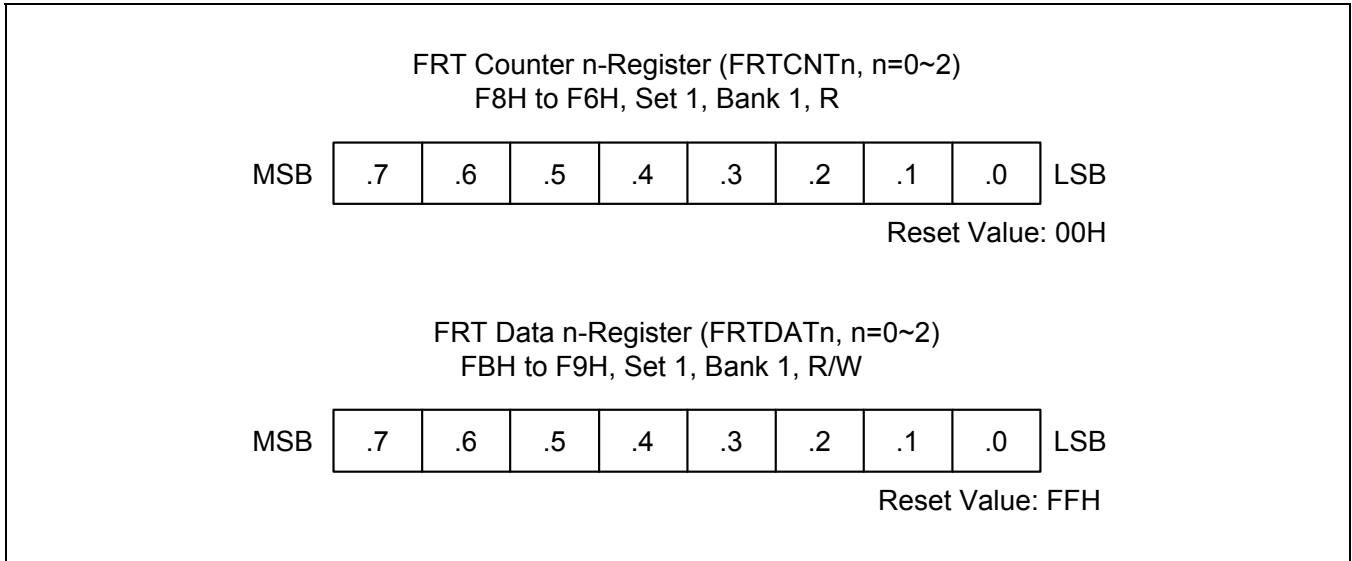 FRT Counter n-Register (FRTCNTn, n=0~2)
F8H to F6H, Set 1, Bank 1, R
MSB .7 .6 .5 .4 .3 .2 .1 .0 LSB
Reset Value: 00H
FRT Data n-Register (FRTDATn, n=0~2)
FBH to F9H, Set 1, Bank 1, R/W
MSB .7 .6 .5 .4 .3 .2 .1 .0 LSB
Reset Value: FFH